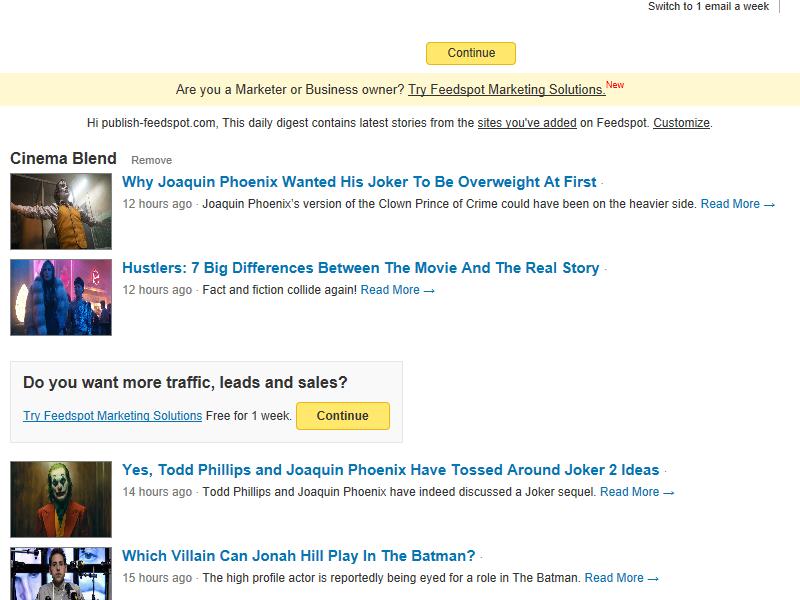 Switch to 1 email a week
Continue
Are you a Marketer or Business owner? Try Feedspot Marketing Solutions.New
Hi publish-feedspot.com, This daily digest contains latest stories from the sites you've added on Feedspot. Customize.
Cinema Blend Remove
Why Joaquin Phoenix Wanted His Joker To Be Overweight At First ·
12 hours ago · Joaquin Phoenix's version of the Clown Prince of Crime could have been on the heavier side. Read More →
Hustlers: 7 Big Differences Between The Movie And The Real Story ·
12 hours ago · Fact and fiction collide again! Read More →
Do you want more traffic, leads and sales?
Try Feedspot Marketing Solutions Free for 1 week. Continue
Yes, Todd Phillips and Joaquin Phoenix Have Tossed Around Joker 2 Ideas ·
14 hours ago · Todd Phillips and Joaquin Phoenix have indeed discussed a Joker sequel. Read More →
Which Villain Can Jonah Hill Play In The Batman? ·
15 hours ago · The high profile actor is reportedly being eyed for a role in The Batman. Read More →